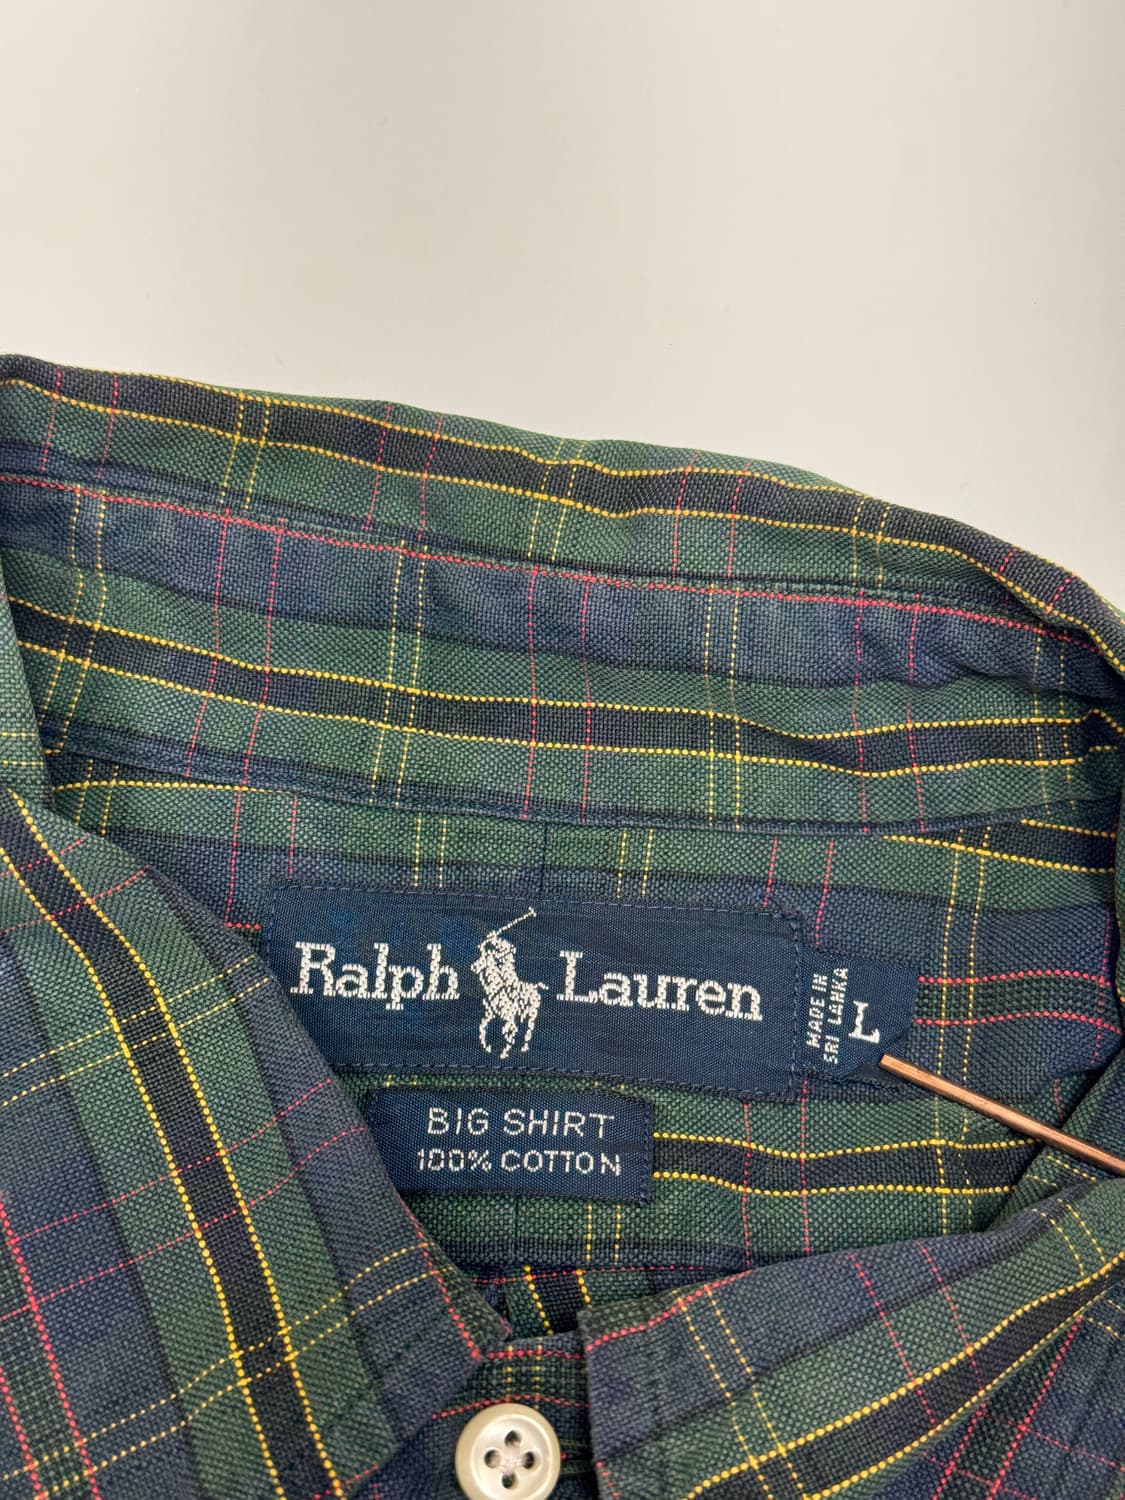 Ralph Lauren
MADE IN
SRI LANKA
L
BIG SHIRT
100% COTTON